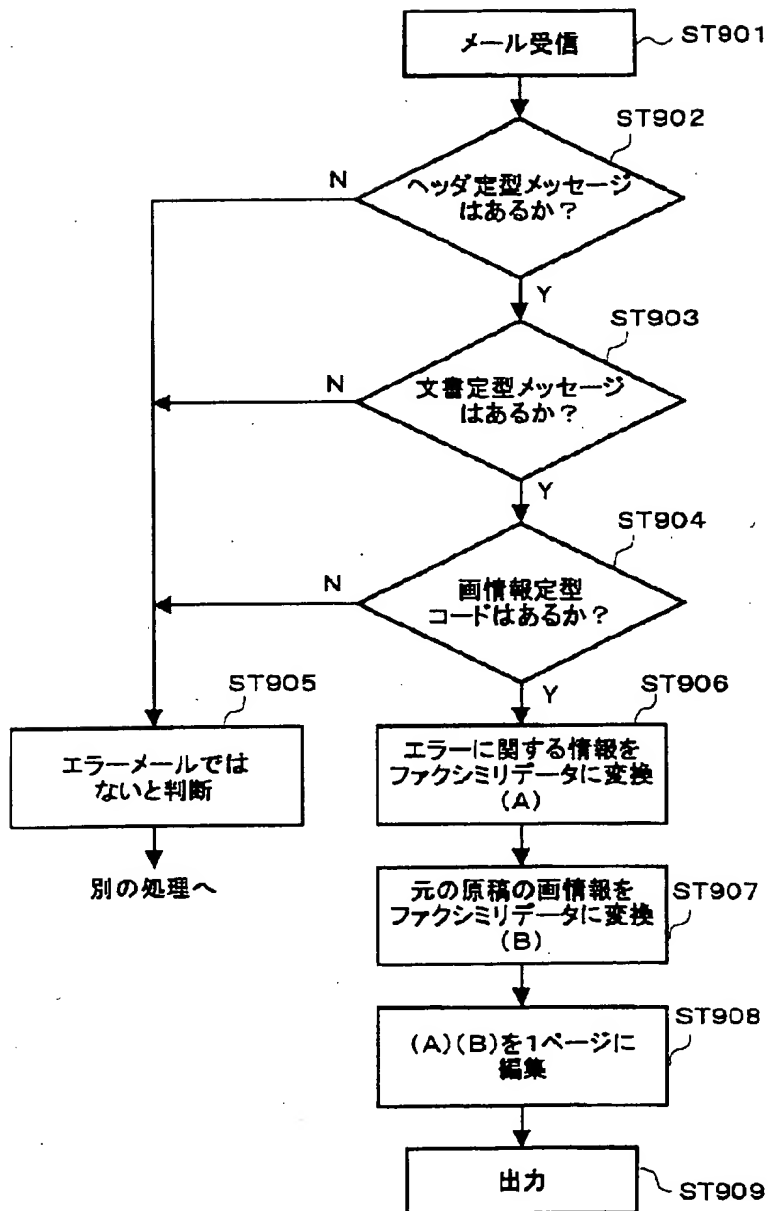 メール受信
ST901
ST902
ヘッダ定型メッセージ
はあるか？
N
Y
ST903
文書定型メッセージ
はあるか？
N
Y
ST904
画情報定型
コードはあるか？
N
Y
ST905
エラーメールでは
ないと判断
別の処理へ
ST906
エラーに関する情報を
ファクシミリデータに変換
(A)
元の原稿の画情報を
ファクシミリデータに変換
(B)
ST907
(A)(B)を1ページに
編集
ST908
出力
ST909